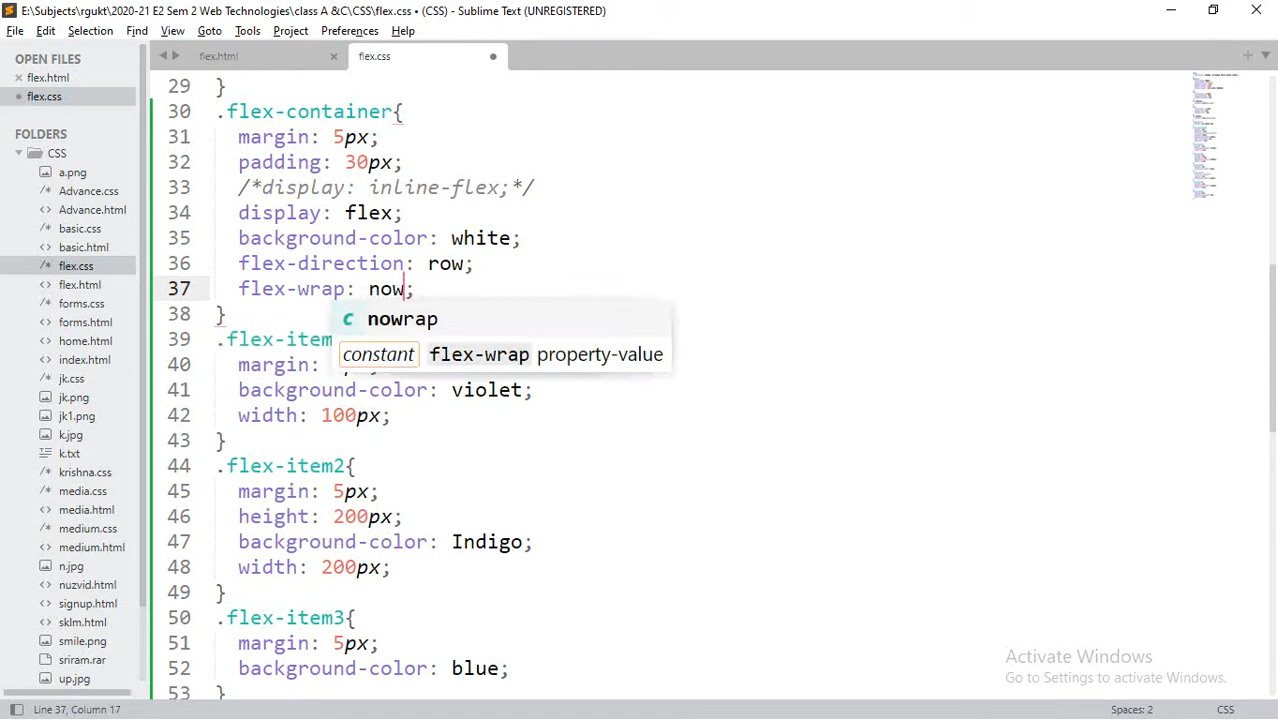 E:\Subjects\rgukt\2020-21 E2 Sem 2 Web Technologies\class A &C\CSS\flex.css • (CSS) - Sublime Text (UNREGISTERED)
File Edit Selection Find View Goto Tools Project Preferences Help
OPEN FILES
flex.html
flex.css
FOLDERS
CSS
a.png
Advance.css
Advance.html
basic.css
basic.html
flex.css
flex.html
forms.css
forms.html
home.html
index.html
jk.css
jk.png
jk1.png
k.jpg
k.txt
krishna.css
media.css
media.html
medium.css
medium.html
n.jpg
nuzvid.html
signup.html
sklm.html
smile.png
sriram.rar
up.jpg
flex.html
flex.css
29 }
30 .flex-container{
31 margin: 5px;
32 padding: 30px;
33 /*display: inline-flex;*/
34 display: flex;
35 background-color: white;
36 flex-direction: row;
37 flex-wrap: now;
38 }
c nowrap
constant flex-wrap property-value
39 .flex-item
40 margin:
41 background-color: violet;
42 width: 100px;
43 }
44 .flex-item2{
45 margin: 5px;
46 height: 200px;
47 background-color: Indigo;
48 width: 200px;
49 }
50 .flex-item3{
51 margin: 5px;
52 background-color: blue;
53 }
Activate Windows
Go to Settings to activate Windows.
Line 37, Column 17
Spaces: 2
CSS